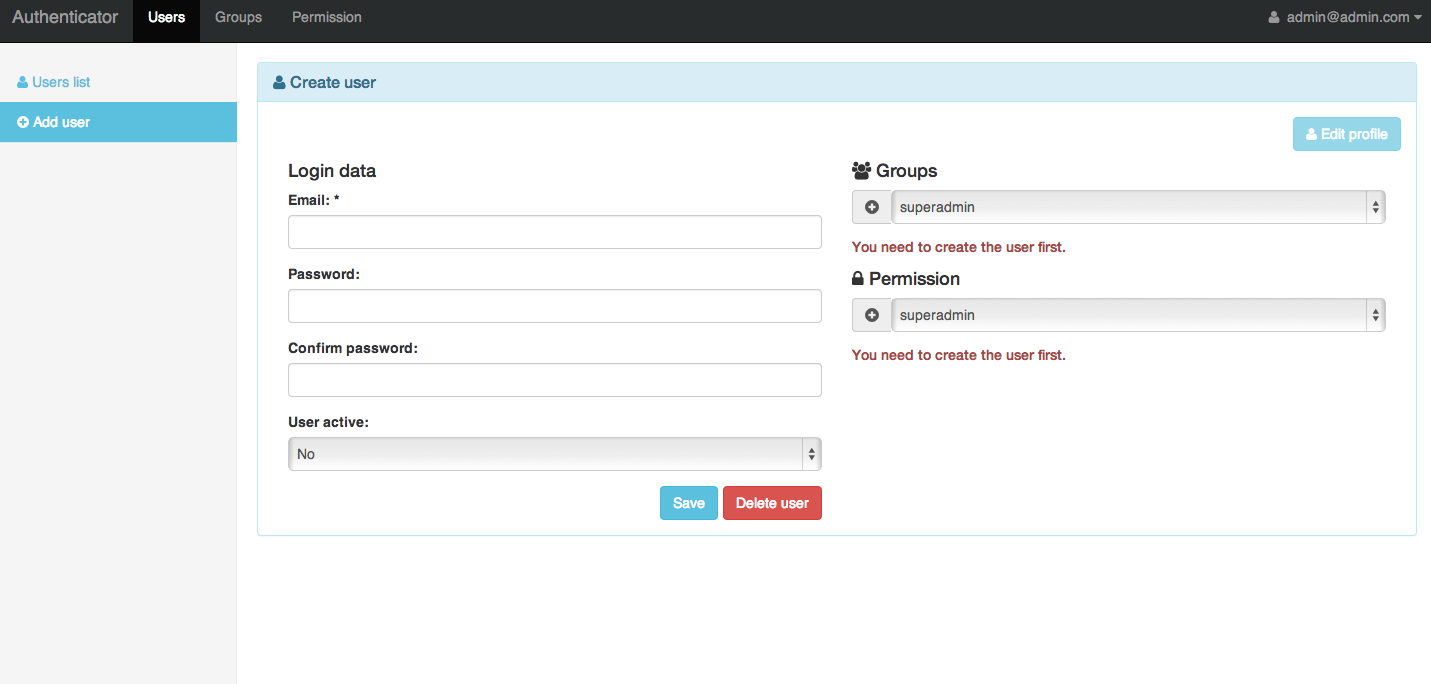 Authenticator Users Groups Permission admin@admin.com
Users list
Add user
Create user
Edit profile
Login data
Email: *
Password:
Confirm password:
User active:
No
Save Delete user
Groups
superadmin
You need to create the user first.
Permission
superadmin
You need to create the user first.